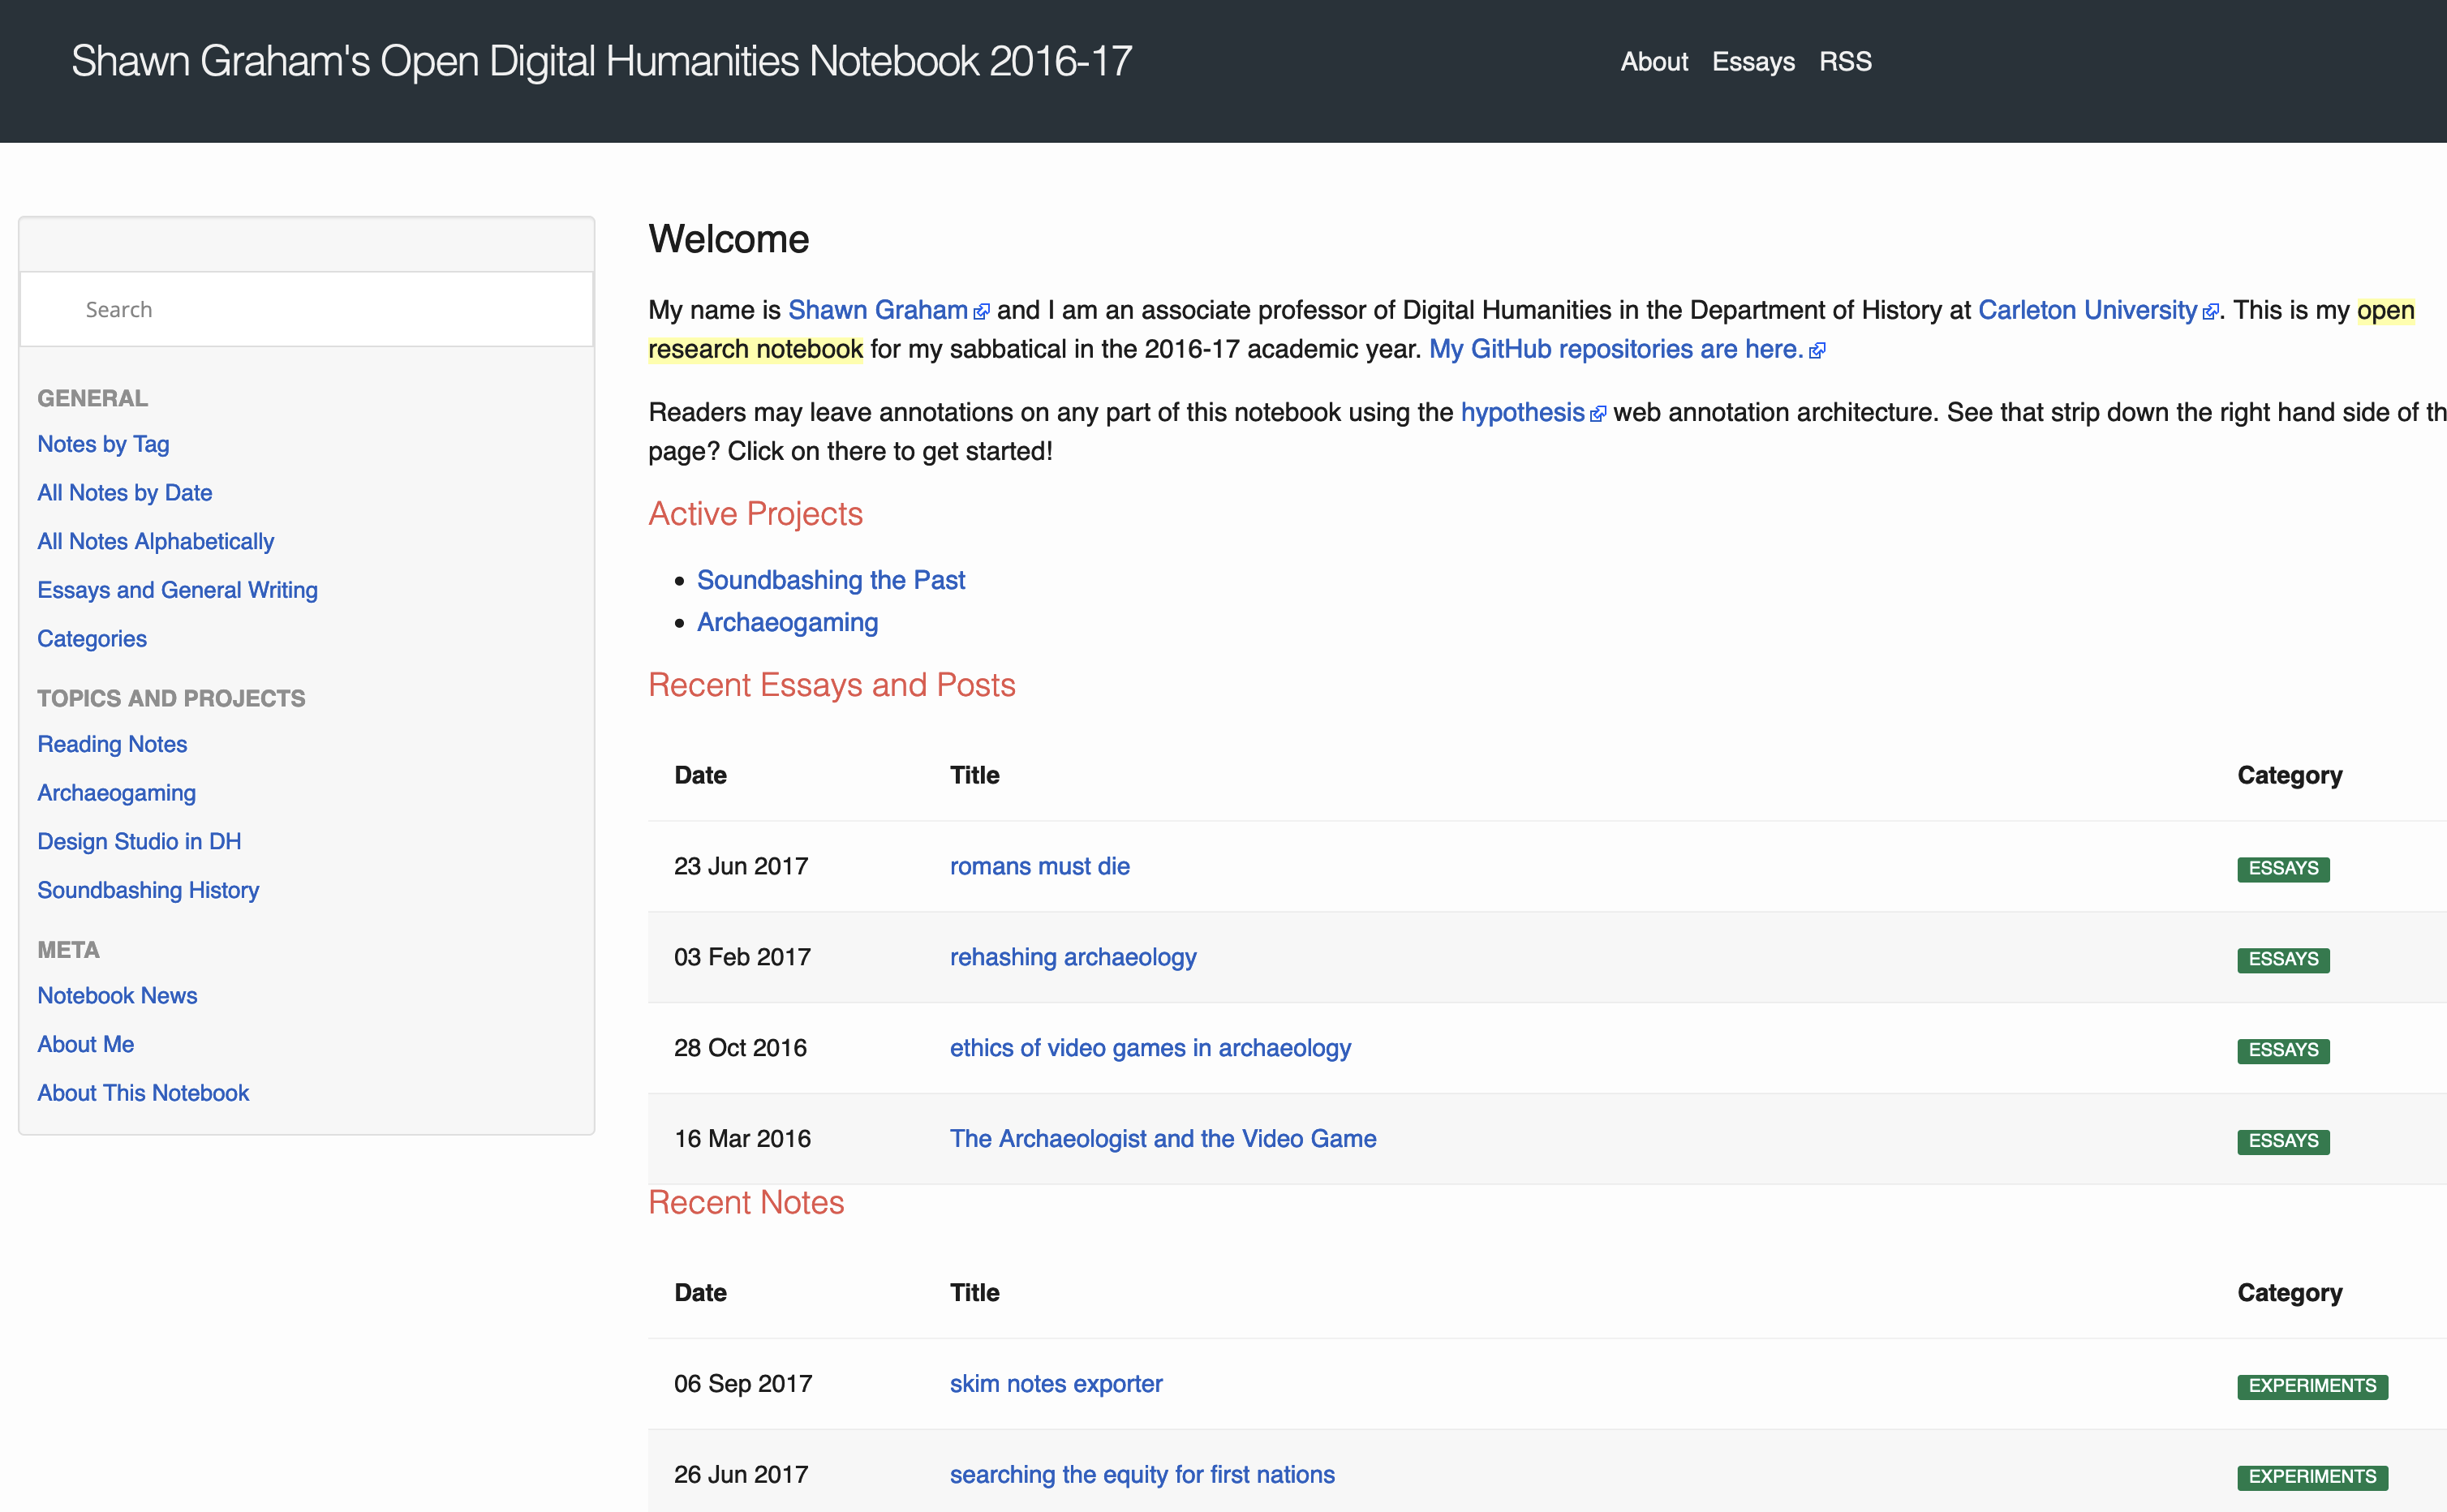 Shawn Graham's Open Digital Humanities Notebook 2016-17
About Essays RSS
Search
GENERAL
Notes by Tag
All Notes by Date
All Notes Alphabetically
Essays and General Writing
Categories
TOPICS AND PROJECTS
Reading Notes
Archaeogaming
Design Studio in DH
Soundbashing History
META
Notebook News
About Me
About This Notebook
Welcome
My name is Shawn Graham and I am an associate professor of Digital Humanities in the Department of History at Carleton University. This is my open
research notebook for my sabbatical in the 2016-17 academic year. My GitHub repositories are here.
Readers may leave annotations on any part of this notebook using the hypothesis web annotation architecture. See that strip down the right hand side of th
page? Click on there to get started!
Active Projects
• Soundbashing the Past
• Archaeogaming
Recent Essays and Posts
Date Title Category
23 Jun 2017 romans must die ESSAYS
03 Feb 2017 rehashing archaeology ESSAYS
28 Oct 2016 ethics of video games in archaeology ESSAYS
16 Mar 2016 The Archaeologist and the Video Game ESSAYS
Recent Notes
Date Title Category
06 Sep 2017 skim notes exporter EXPERIMENTS
26 Jun 2017 searching the equity for first nations EXPERIMENTS